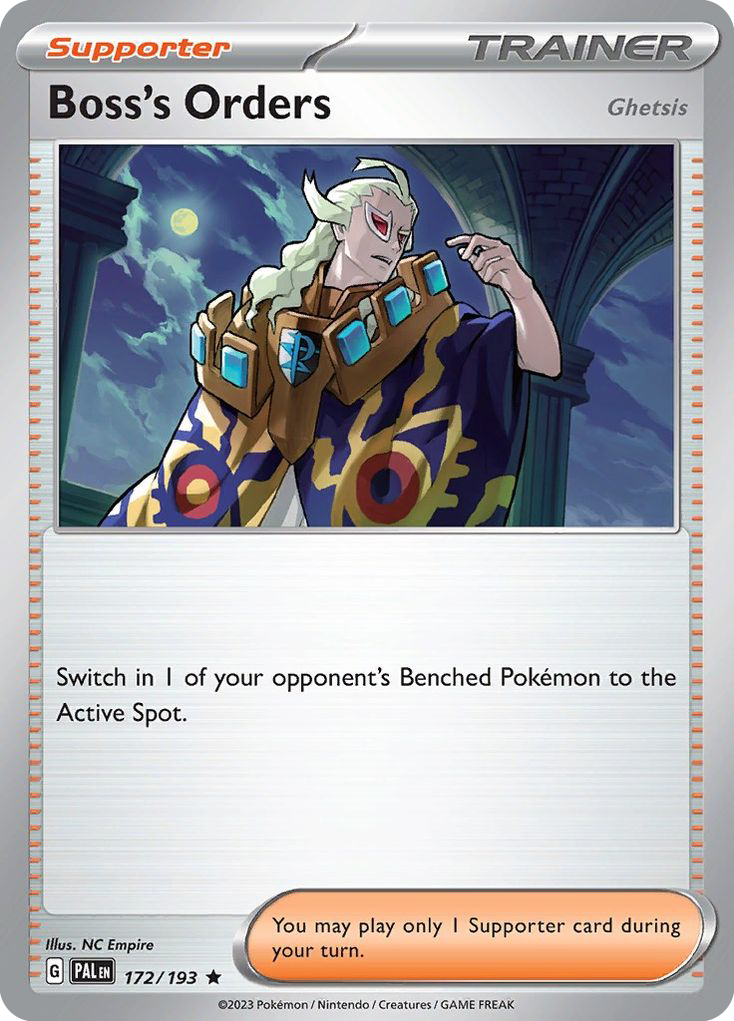 Supporter
TRAINER
Boss's Orders
Ghetsis
Switch in 1 of your opponent's Benched Pokémon to the
Active Spot.
You may play only 1 Supporter card during
your turn.
Illus. NC Empire
G PAL EN 172/193 ★
©2023 Pokémon / Nintendo / Creatures / GAME FREAK